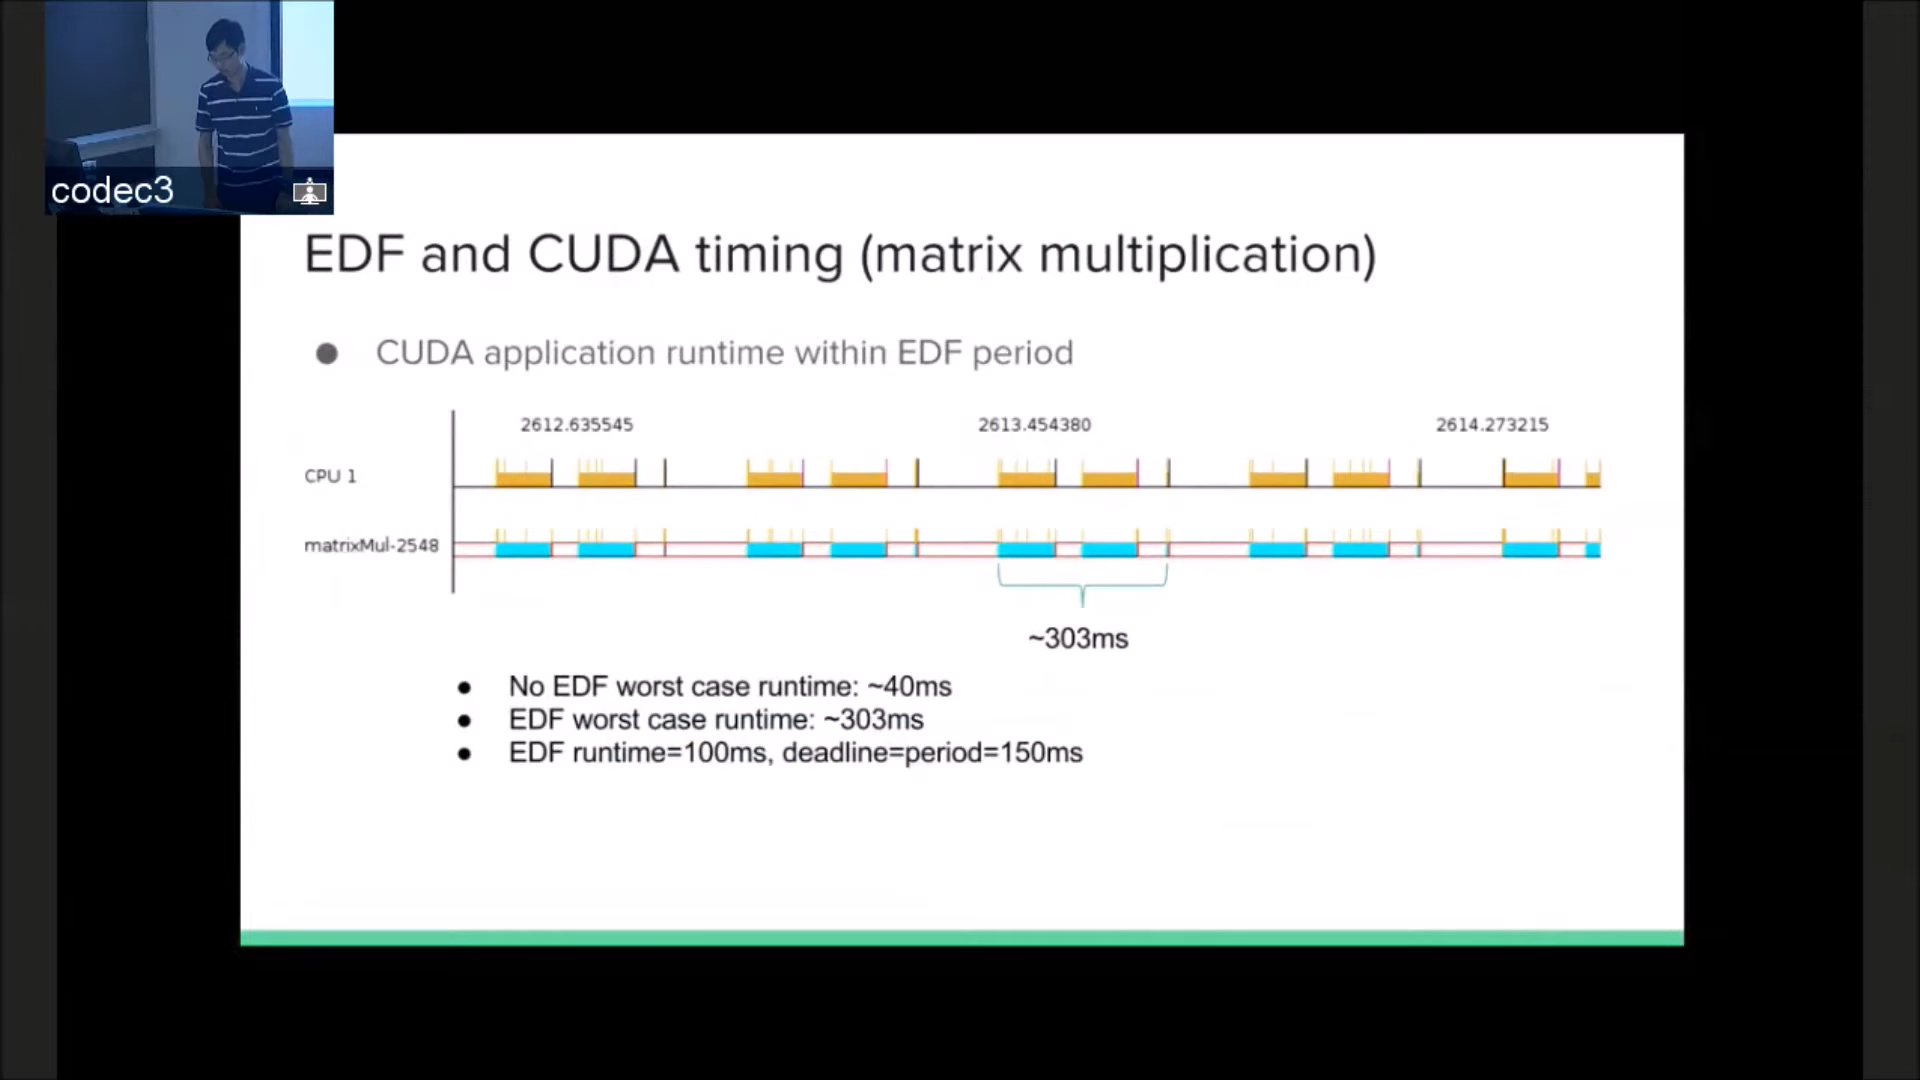 codec3
EDF and CUDA timing (matrix multiplication)
● CUDA application runtime within EDF period
2612.635545 2613.454380 2614.273215
CPU 1
matrixMul-2548
~303ms
● No EDF worst case runtime: ~40ms
● EDF worst case runtime: ~303ms
● EDF runtime=100ms, deadline=period=150ms